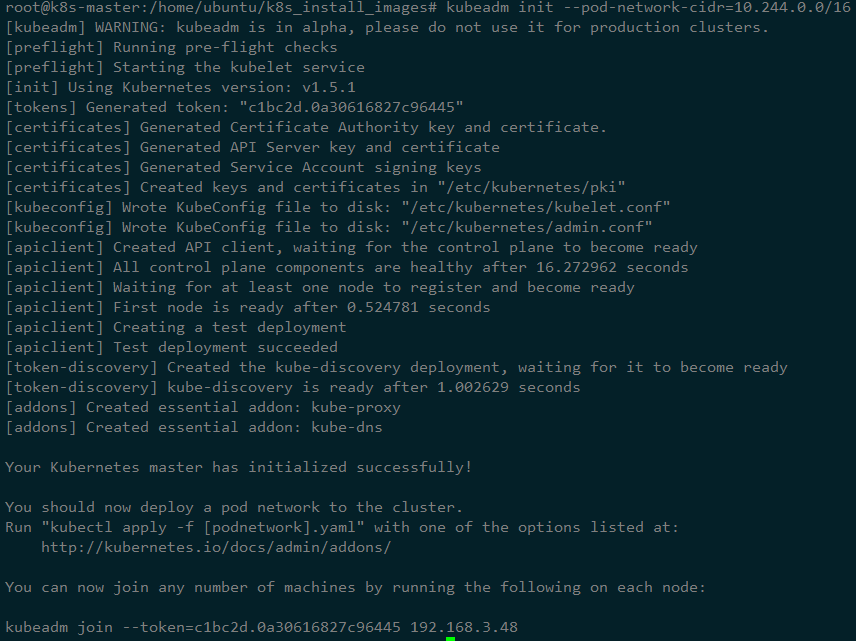 root@k8s-master:/home/ubuntu/k8s_install_images# kubeadm init --pod-network-cidr=10.244.0.0/16
[kubeadm] WARNING: kubeadm is in alpha, please do not use it for production clusters.
[preflight] Running pre-flight checks
[preflight] Starting the kubelet service
[init] Using Kubernetes version: v1.5.1
[tokens] Generated token: "c1bc2d.0a30616827c96445"
[certificates] Generated Certificate Authority key and certificate.
[certificates] Generated API Server key and certificate
[certificates] Generated Service Account signing keys
[certificates] Created keys and certificates in "/etc/kubernetes/pki"
[kubeconfig] Wrote KubeConfig file to disk: "/etc/kubernetes/kubelet.conf"
[kubeconfig] Wrote KubeConfig file to disk: "/etc/kubernetes/admin.conf"
[apiclient] Created API client, waiting for the control plane to become ready
[apiclient] All control plane components are healthy after 16.272962 seconds
[apiclient] Waiting for at least one node to register and become ready
[apiclient] First node is ready after 0.524781 seconds
[apiclient] Creating a test deployment
[apiclient] Test deployment succeeded
[token-discovery] Created the kube-discovery deployment, waiting for it to become ready
[token-discovery] kube-discovery is ready after 1.002629 seconds
[addons] Created essential addon: kube-proxy
[addons] Created essential addon: kube-dns
Your Kubernetes master has initialized successfully!
You should now deploy a pod network to the cluster.
Run "kubectl apply -f [podnetwork].yaml" with one of the options listed at:
http://kubernetes.io/docs/admin/addons/
You can now join any number of machines by running the following on each node:
kubeadm join --token=c1bc2d.0a30616827c96445 192.168.3.48